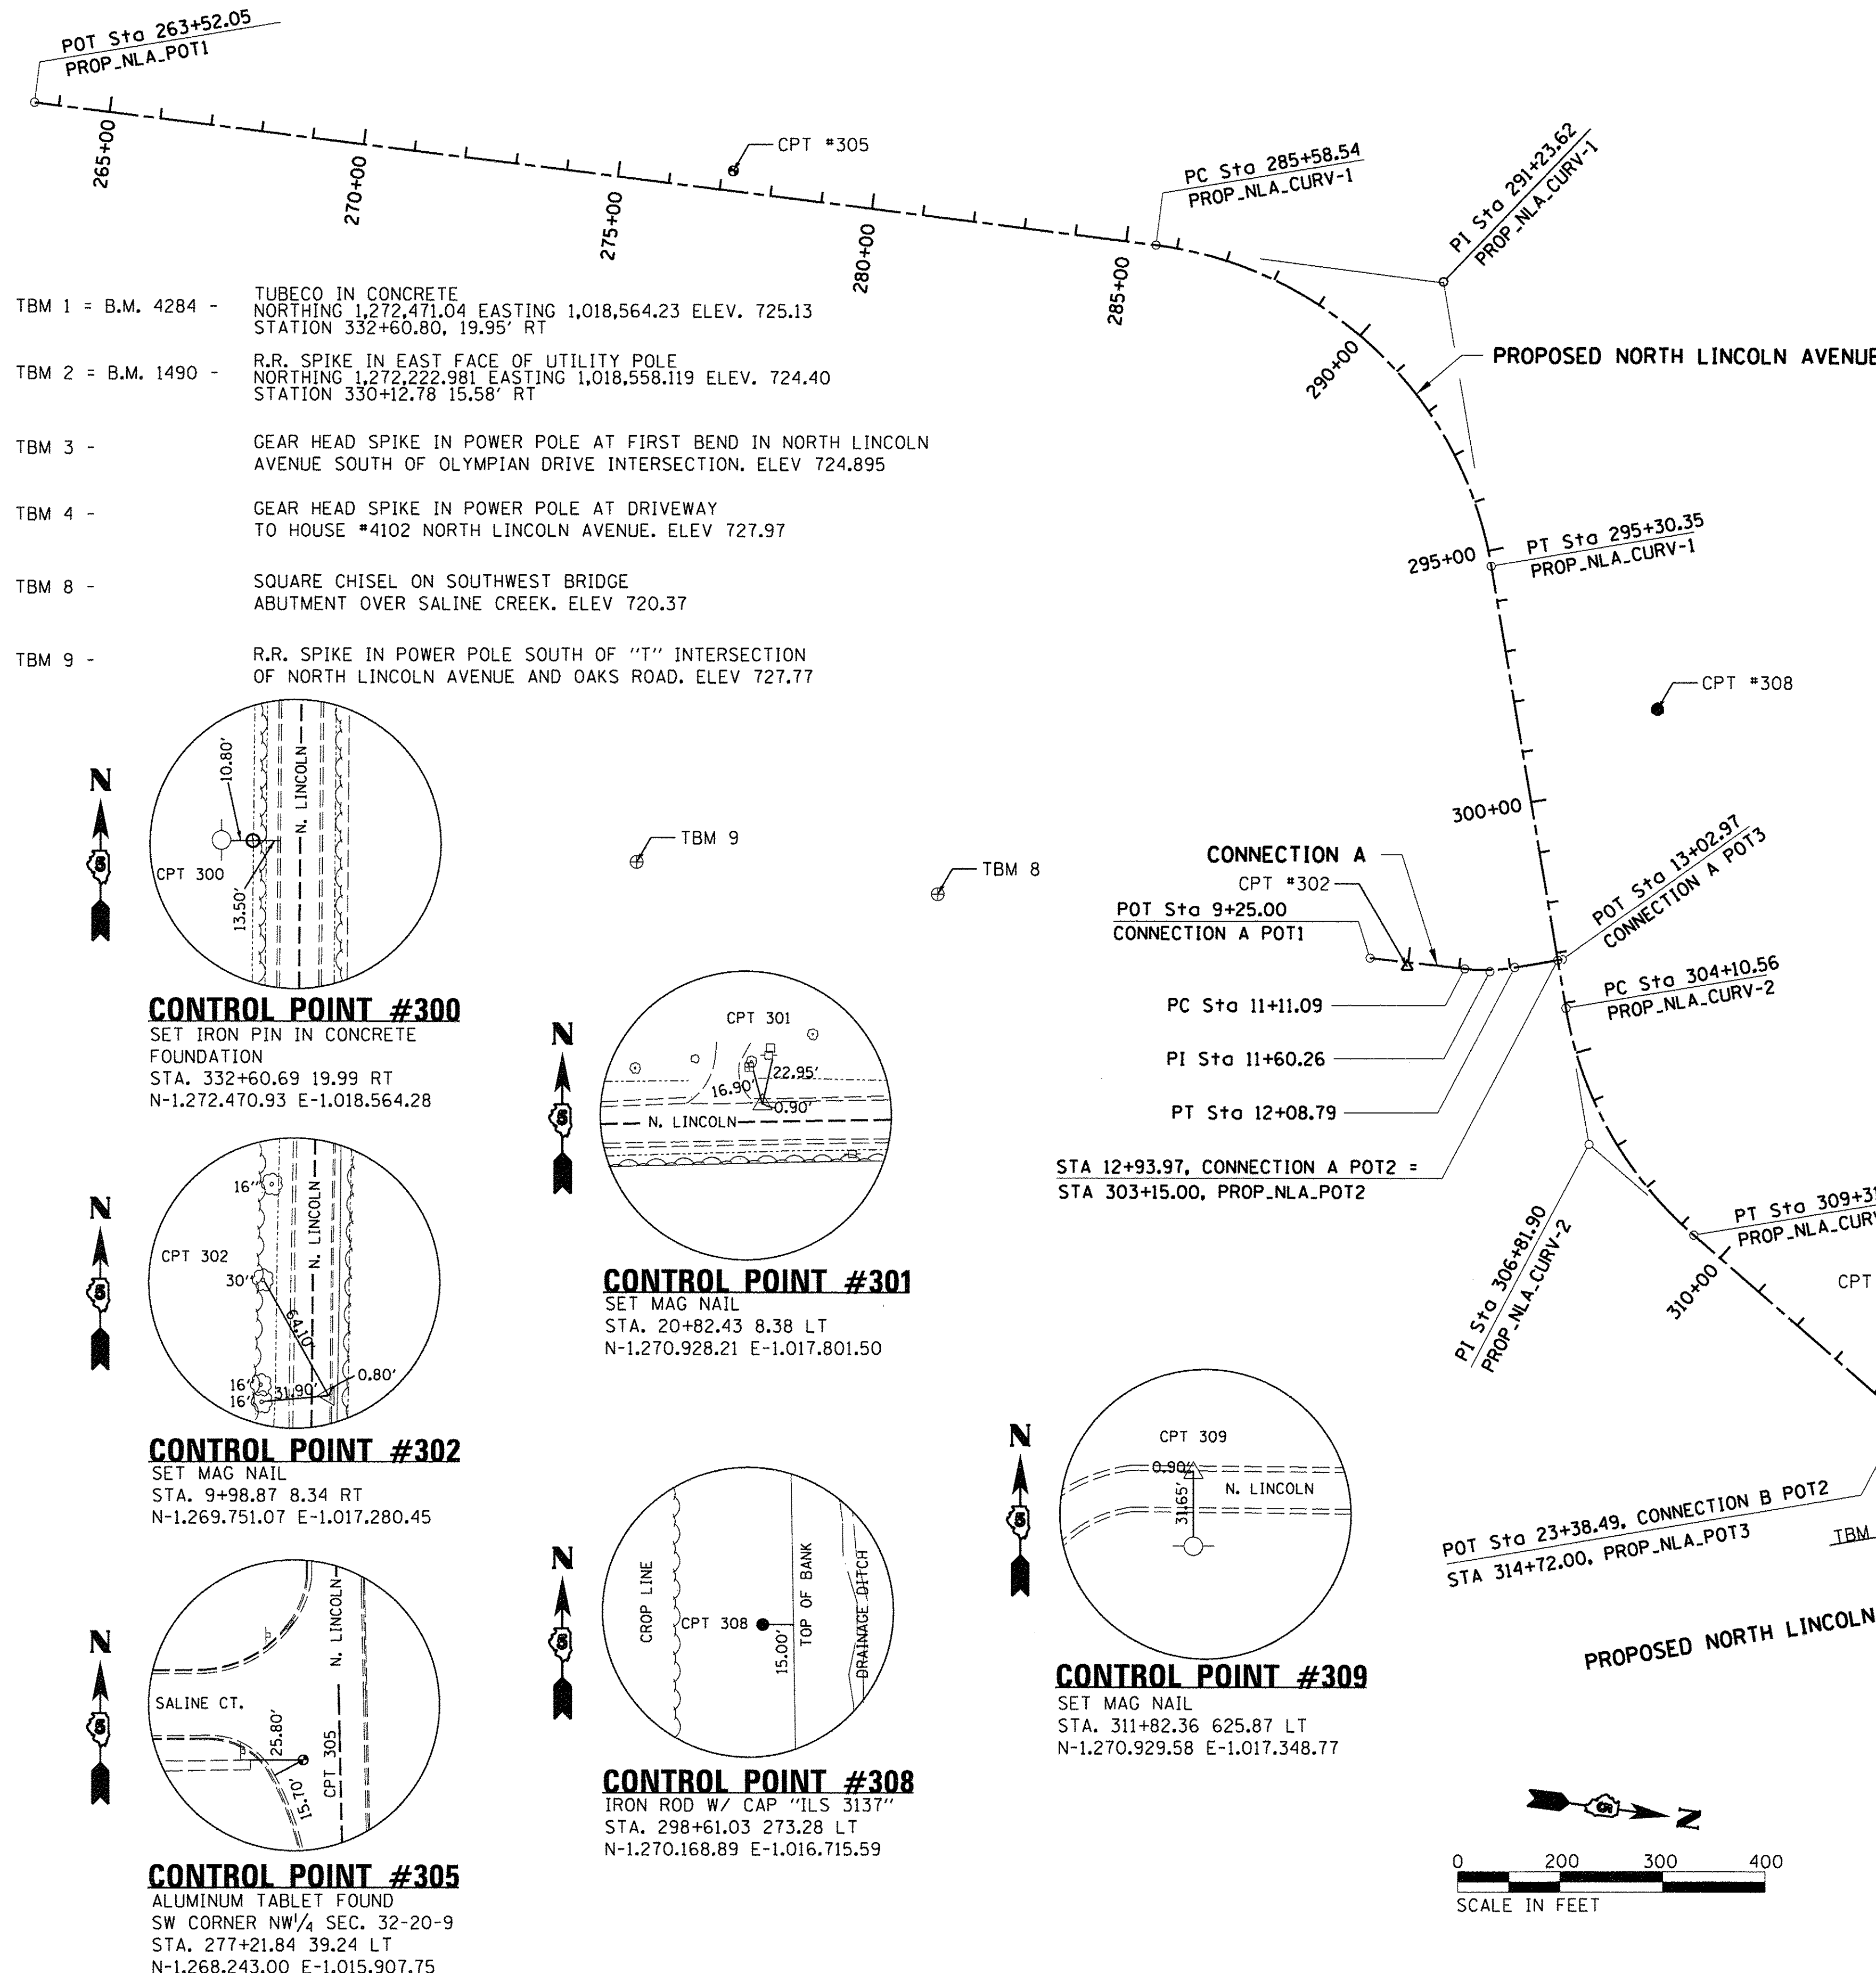 POT Sta 263+52.05
PROP_NLA_POT1
265+00
270+00
275+00
280+00
285+00
CPT #305
PC Sta 285+58.54
PROP_NLA_CURV-1
PI Sta 291+23.62
PROP_NLA_CURV-1
290+00
PROPOSED NORTH LINCOLN AVENUE
295+00
PT Sta 295+30.35
PROP_NLA_CURV-1
CPT #308
300+00
TBM 1 = B.M. 4284 - TUBECO IN CONCRETE
NORTHING 1,272,471.04 EASTING 1,018,564.23 ELEV. 725.13
STATION 332+60.80, 19.95' RT
TBM 2 = B.M. 1490 - R.R. SPIKE IN EAST FACE OF UTILITY POLE
NORTHING 1,272,222.981 EASTING 1,018,558.119 ELEV. 724.40
STATION 330+12.78 15.58' RT
TBM 3 - GEAR HEAD SPIKE IN POWER POLE AT FIRST BEND IN NORTH LINCOLN
AVENUE SOUTH OF OLYMPIAN DRIVE INTERSECTION. ELEV 724.895
TBM 4 - GEAR HEAD SPIKE IN POWER POLE AT DRIVEWAY
TO HOUSE #4102 NORTH LINCOLN AVENUE. ELEV 727.97
TBM 8 - SQUARE CHISEL ON SOUTHWEST BRIDGE
ABUTMENT OVER SALINE CREEK. ELEV 720.37
TBM 9 - R.R. SPIKE IN POWER POLE SOUTH OF "T" INTERSECTION
OF NORTH LINCOLN AVENUE AND OAKS ROAD. ELEV 727.77
TBM 9
TBM 8
CONNECTION A
CPT #302
POT Sta 9+25.00
CONNECTION A POT1
POT Sta 13+02.97
CONNECTION A POT3
PC Sta 304+10.56
PROP_NLA_CURV-2
PC Sta 11+11.09
PI Sta 11+60.26
PT Sta 12+08.79
STA 12+93.97, CONNECTION A POT2 =
STA 303+15.00, PROP_NLA_POT2
PI Sta 306+81.90
PROP_NLA_CURV-2
PT Sta 309+3
PROP_NLA_CUR
310+00
CPT
POT Sta 23+38.49, CONNECTION B POT2
STA 314+72.00, PROP_NLA_POT3
TBM
PROPOSED NORTH LINCOLN
N
10.80'
N. LINCOLN
CPT 300
13.50'
CONTROL POINT #300
SET IRON PIN IN CONCRETE
FOUNDATION
STA. 332+60.69 19.99 RT
N-1.272.470.93 E-1.018.564.28
N
CPT 301
16.90'
22.95'
0.90'
N. LINCOLN
CONTROL POINT #301
SET MAG NAIL
STA. 20+82.43 8.38 LT
N-1.270.928.21 E-1.017.801.50
N
16"
N. LINCOLN
CPT 302
30"
64.10'
0.80'
16"
31.90'
16"
CONTROL POINT #302
SET MAG NAIL
STA. 9+98.87 8.34 RT
N-1.269.751.07 E-1.017.280.45
N
N. LINCOLN
SALINE CT.
25.80'
CPT 305
15.70'
CONTROL POINT #305
ALUMINUM TABLET FOUND
SW CORNER NW1/4 SEC. 32-20-9
STA. 277+21.84 39.24 LT
N-1.268.243.00 E-1.015.907.75
N
CROP LINE
CPT 308
15.00'
TOP OF BANK
DRAINAGE DITCH
CONTROL POINT #308
IRON ROD W/ CAP "ILS 3137"
STA. 298+61.03 273.28 LT
N-1.270.168.89 E-1.016.715.59
N
CPT 309
0.90'
N. LINCOLN
31.65'
CONTROL POINT #309
SET MAG NAIL
STA. 311+82.36 625.87 LT
N-1.270.929.58 E-1.017.348.77
N
0 200 300 400
SCALE IN FEET